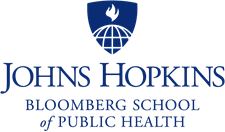 JOHNS HOPKINS
BLOOMBERG SCHOOL
of PUBLIC HEALTH